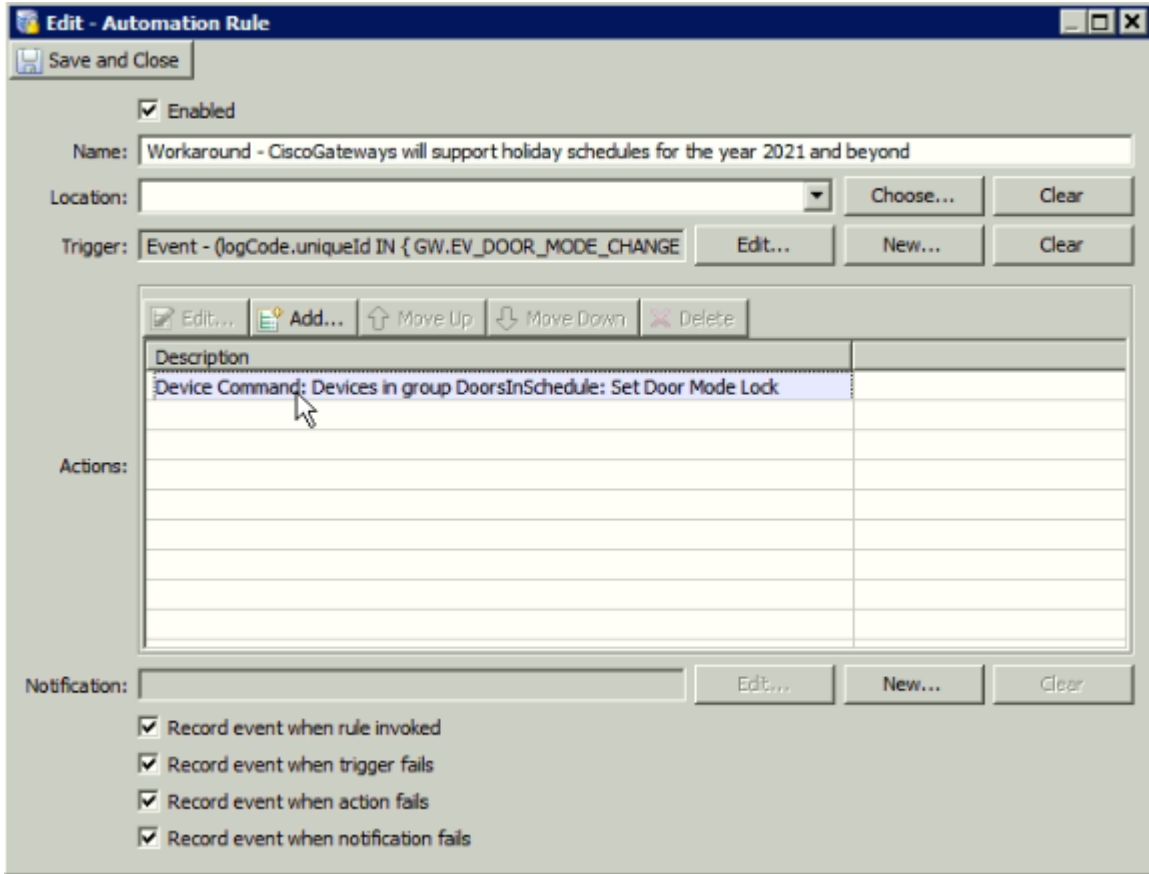 Edit - Automation Rule
Save and Close
Enabled
Name: Workaround - CiscoGateways will support holiday schedules for the year 2021 and beyond
Location: Choose... Clear
Trigger: Event - (logCode.uniqueId IN { GW.EV_DOOR_MODE_CHANGE Edit... New... Clear
Edit... Add... Move Up Move Down Delete
Description
Device Command: Devices in group DoorsInSchedule: Set Door Mode Lock
Actions:
Notification: Edit... New... Clear
Record event when rule invoked
Record event when trigger fails
Record event when action fails
Record event when notification fails